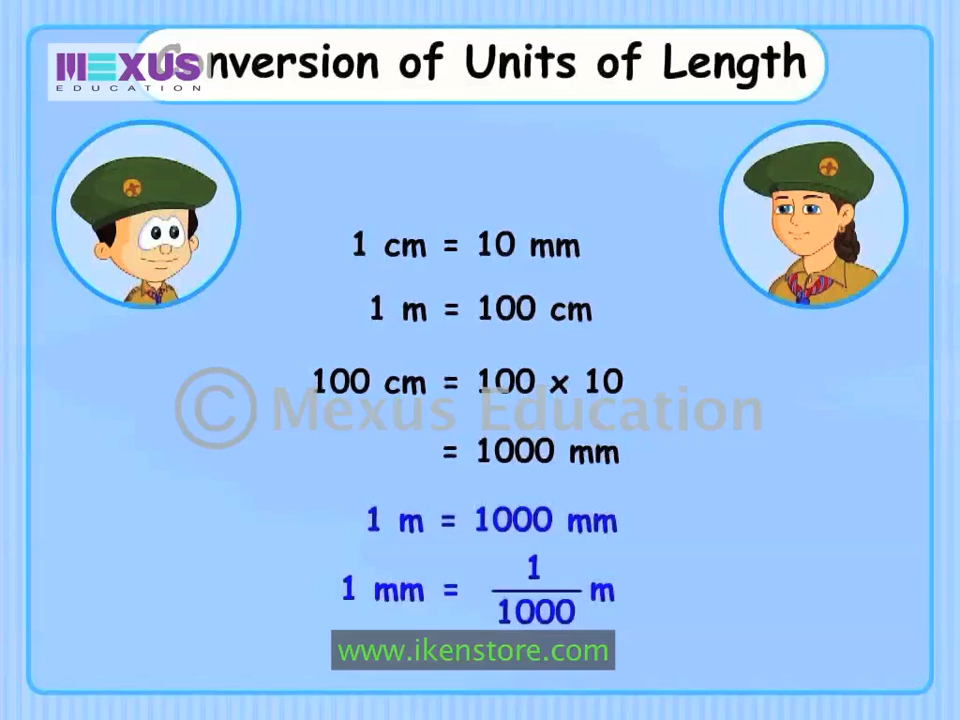 Conversion of Units of Length
MEXUS
EDUCATION
1 cm = 10 mm
1 m = 100 cm
100 cm = 100 x 10
© Mexus Education
= 1000 mm
1 m = 1000 mm
1 mm = 1/1000 m
www.ikenstore.com